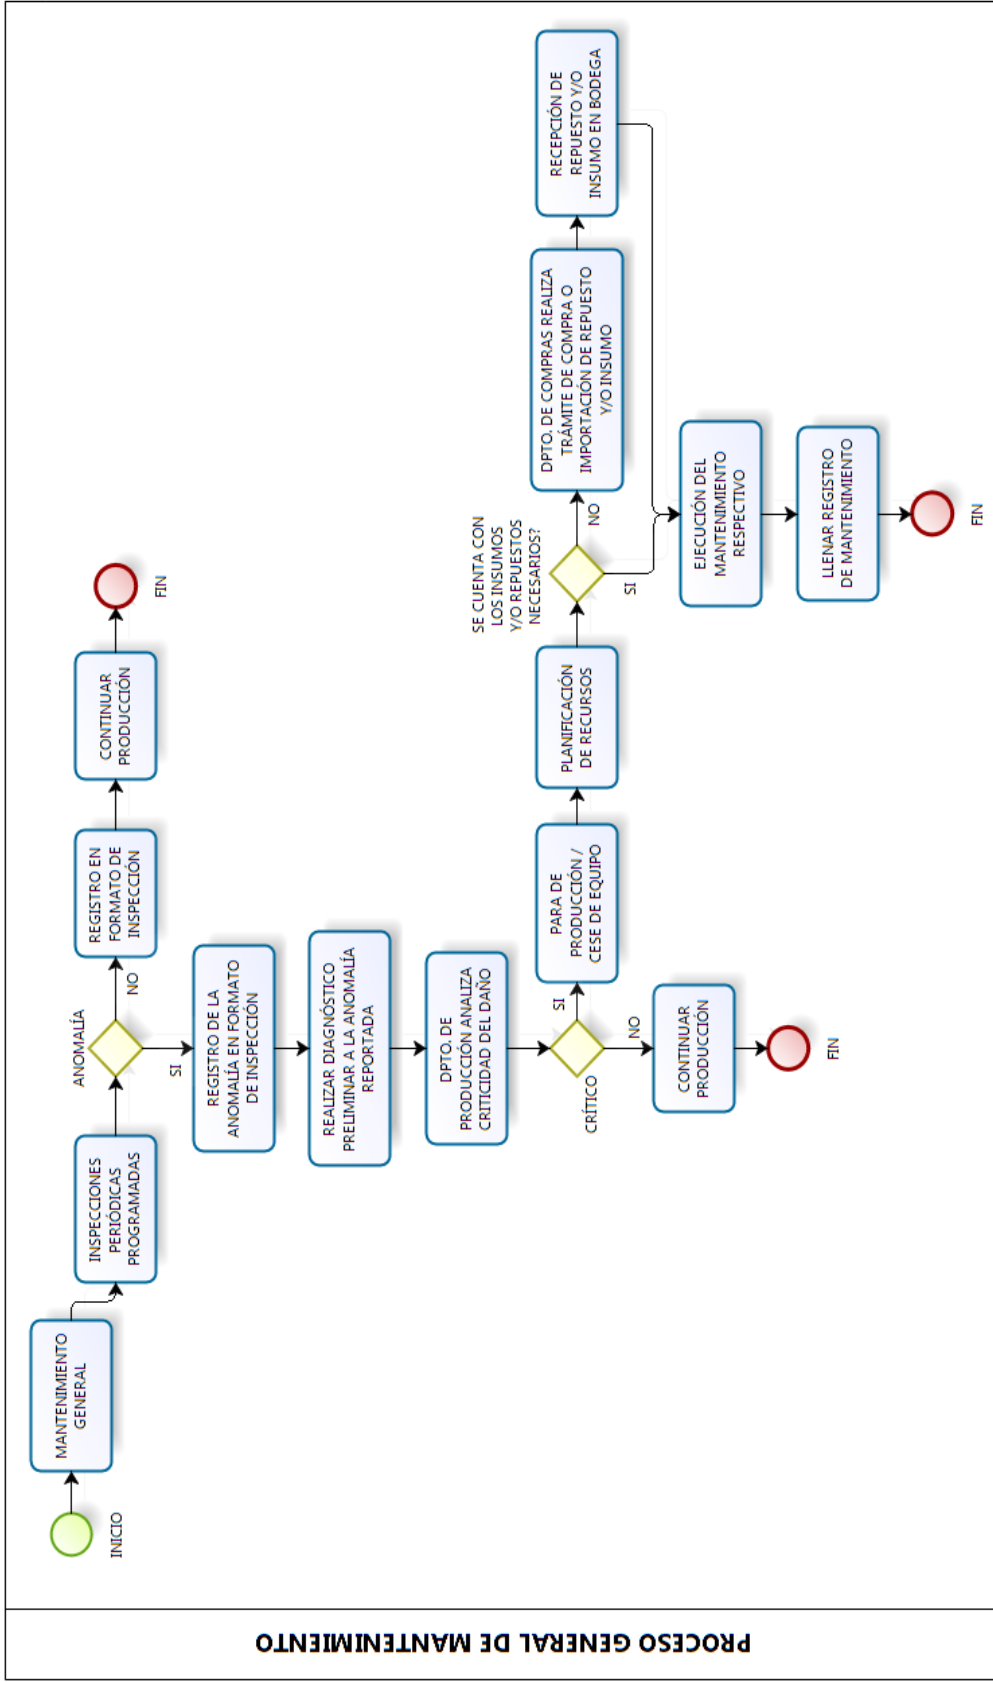 PROCESO GENERAL DE MANTENIMIENTO
INICIO
MANTENIMIENTO
GENERAL
INSPECCIONES
PERIÓDICAS
PROGRAMADAS
ANOMALÍA
NO
REGISTRO EN
FORMATO DE
INSPECCIÓN
CONTINUAR
PRODUCCIÓN
FIN
SI
REGISTRO DE LA
ANOMALÍA EN FORMATO
DE INSPECCIÓN
REALIZAR DIAGNÓSTICO
PRELIMINAR A LA ANOMALÍA
REPORTADA
DPTO. DE
PRODUCCIÓN ANALIZA
CRITICIDAD DEL DAÑO
CRÍTICO
NO
CONTINUAR
PRODUCCIÓN
FIN
SI
PARA DE
PRODUCCIÓN /
CESE DE EQUIPO
PLANIFICACIÓN
DE RECURSOS
SE CUENTA CON
LOS INSUMOS
Y/O REPUESTOS
NECESARIOS?
NO
DPTO. DE COMPRAS REALIZA
TRÁMITE DE COMPRA O
IMPORTACIÓN DE REPUESTO
Y/O INSUMO
RECEPCIÓN DE
REPUESTO Y/O
INSUMO EN BODEGA
SI
EJECUCIÓN DEL
MANTENIMIENTO
RESPECTIVO
LLENAR REGISTRO
DE MANTENIMIENTO
FIN